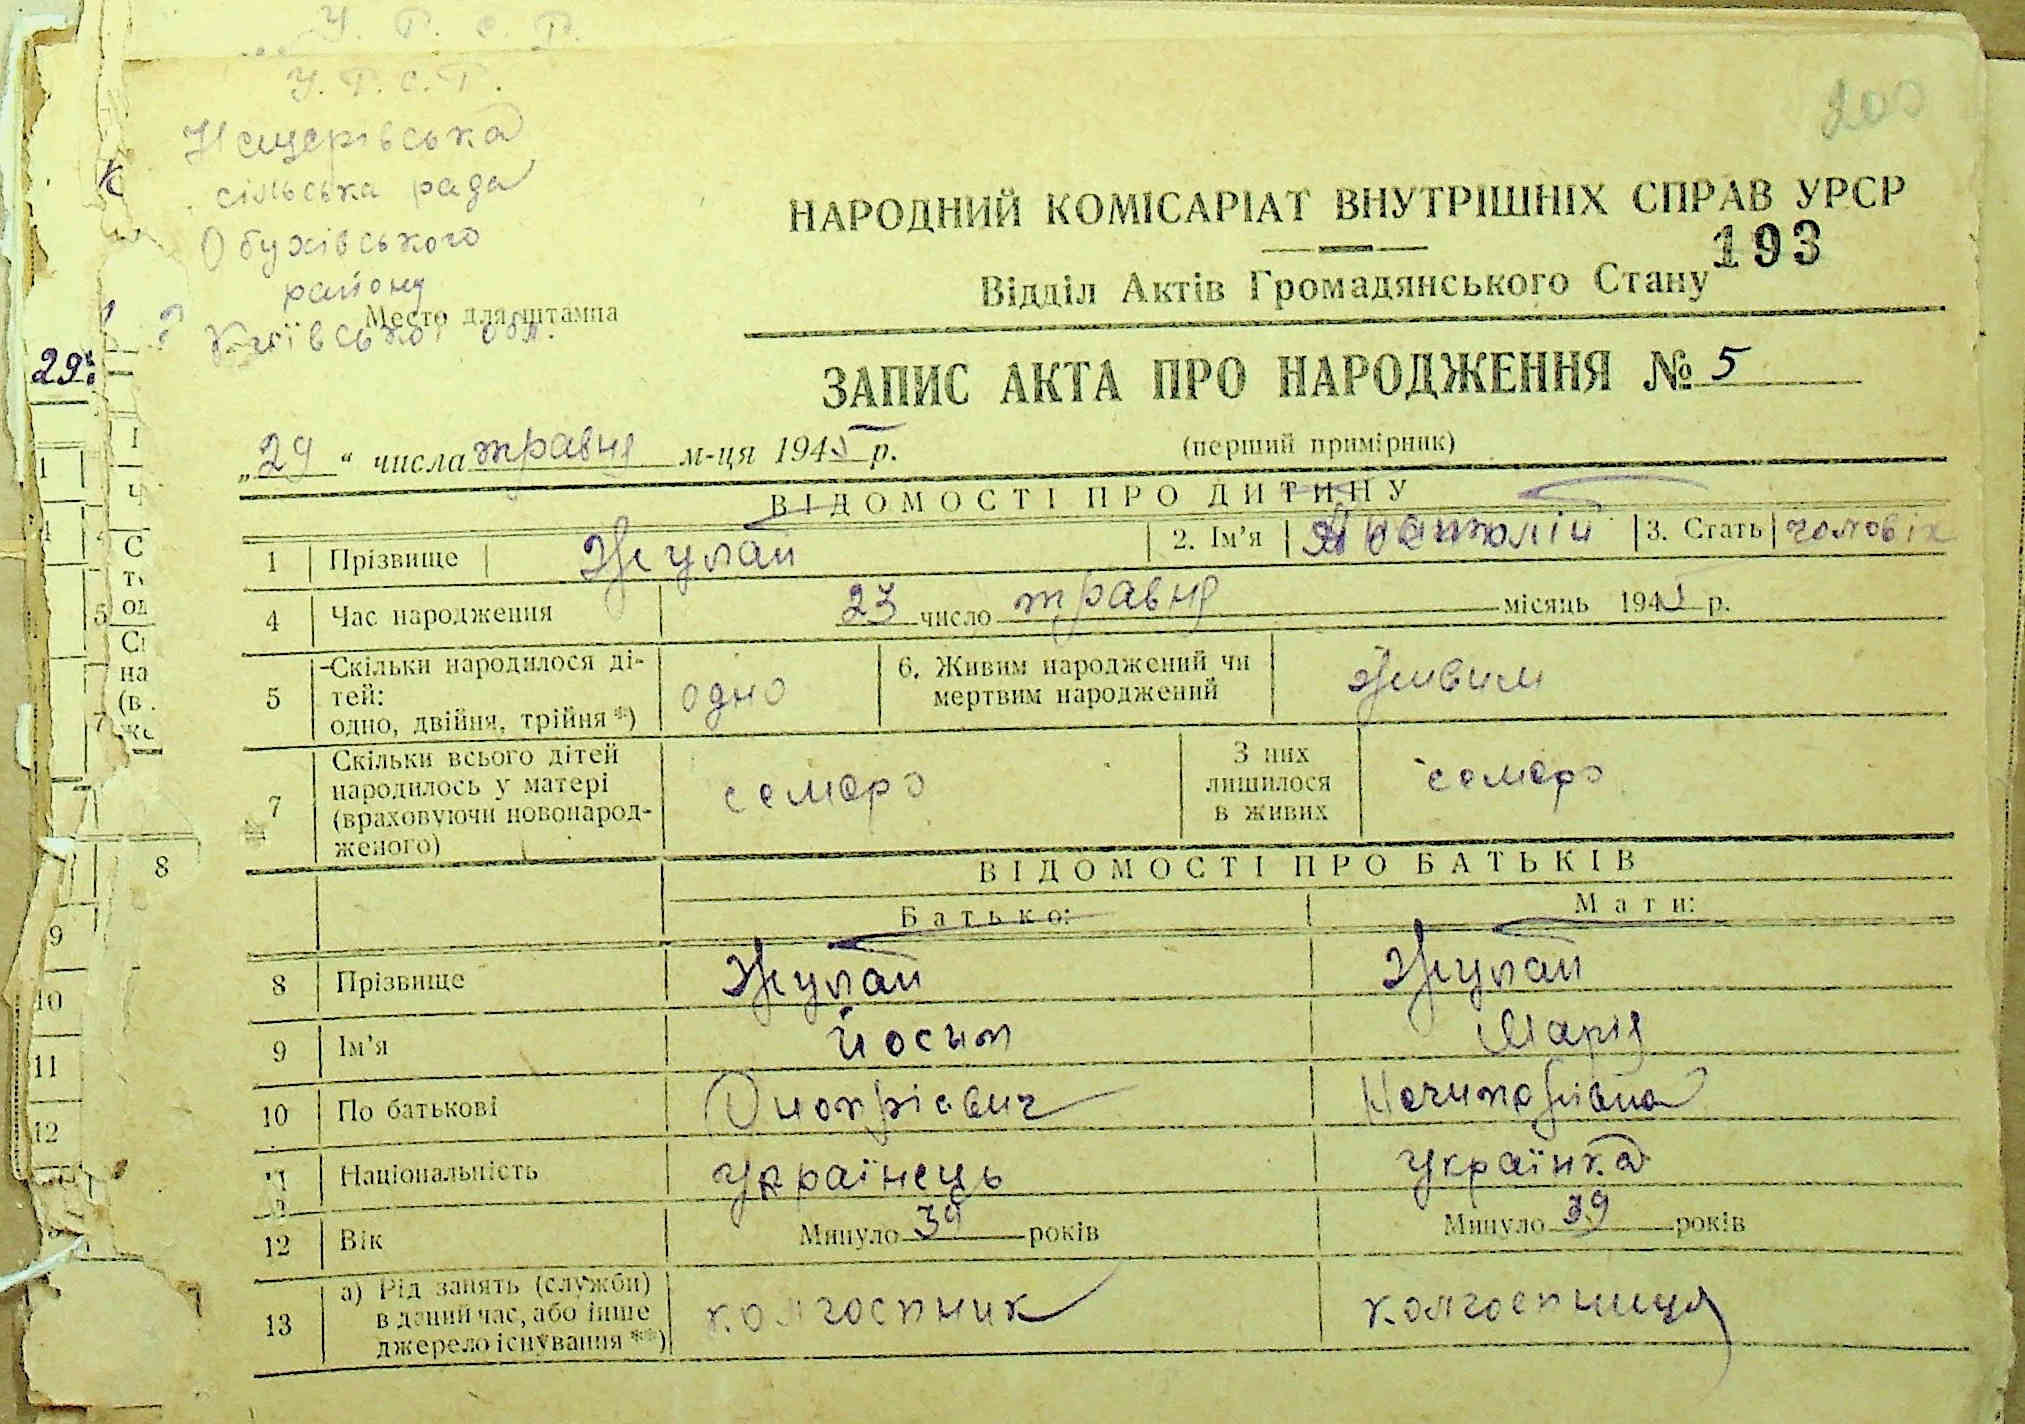 У. Р. С. Р.
У.Р.С.Р.
200
Нещерівська
сільська рада
Обухівського
району
Место для штампа
Київської обл.
НАРОДНИЙ КОМІСАРІАТ ВНУТРІШНІХ СПРАВ УРСР
193
Відділ Актів Громадянського Стану
ЗАПИС АКТА ПРО НАРОДЖЕННЯ № 5
„29“ числа травня м-ця 1945 р. (перший примірник)
ВІДОМОСТІ ПРО ДИТИНУ
1 Прізвище Жулай 2. Ім'я Анатолій 3. Стать чоловік
4 Час народження 23 число травня місяць 1945 р.
5 Скільки народилося ді-
тей:
одно, двійня, трійня *) одно 6. Живим народжений чи
мертвим народжений живим
7 Скільки всього дітей
народилось у матері
(враховуючи новонарод-
женого) семеро З них
лишилося
в живих семеро
ВІДОМОСТІ ПРО БАТЬКІВ
Батько: Мати:
8 Прізвище Жулай Жулай
9 Ім'я Йосип Марія
10 По батькові Онопрієвич Ничипорівна
11 Національність українець українка
12 Вік Минуло 39 років Минуло 39 років
13 а) Рід занять (служби)
в даний час, або інше
джерело існування **) колгоспник колгоспниця